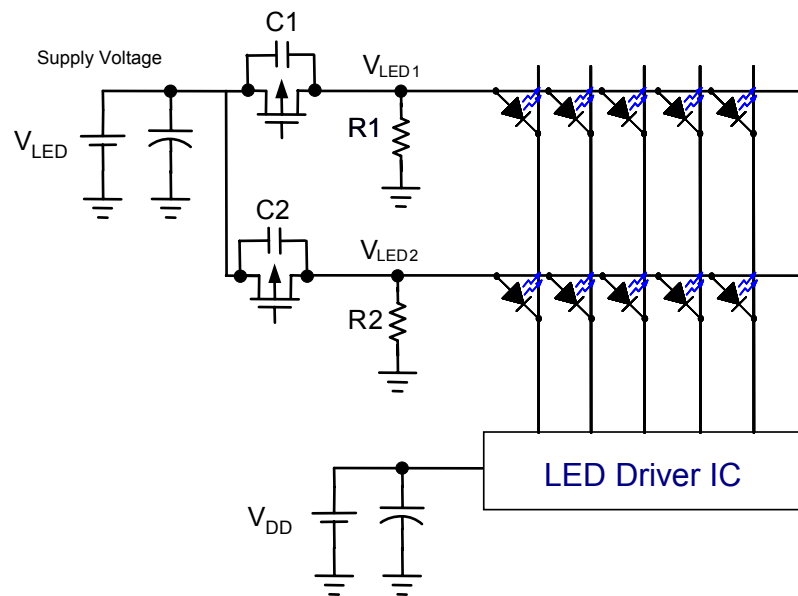 C1
Supply Voltage
VLED1
R1
VLED
C2
VLED2
R2
LED Driver IC
VDD